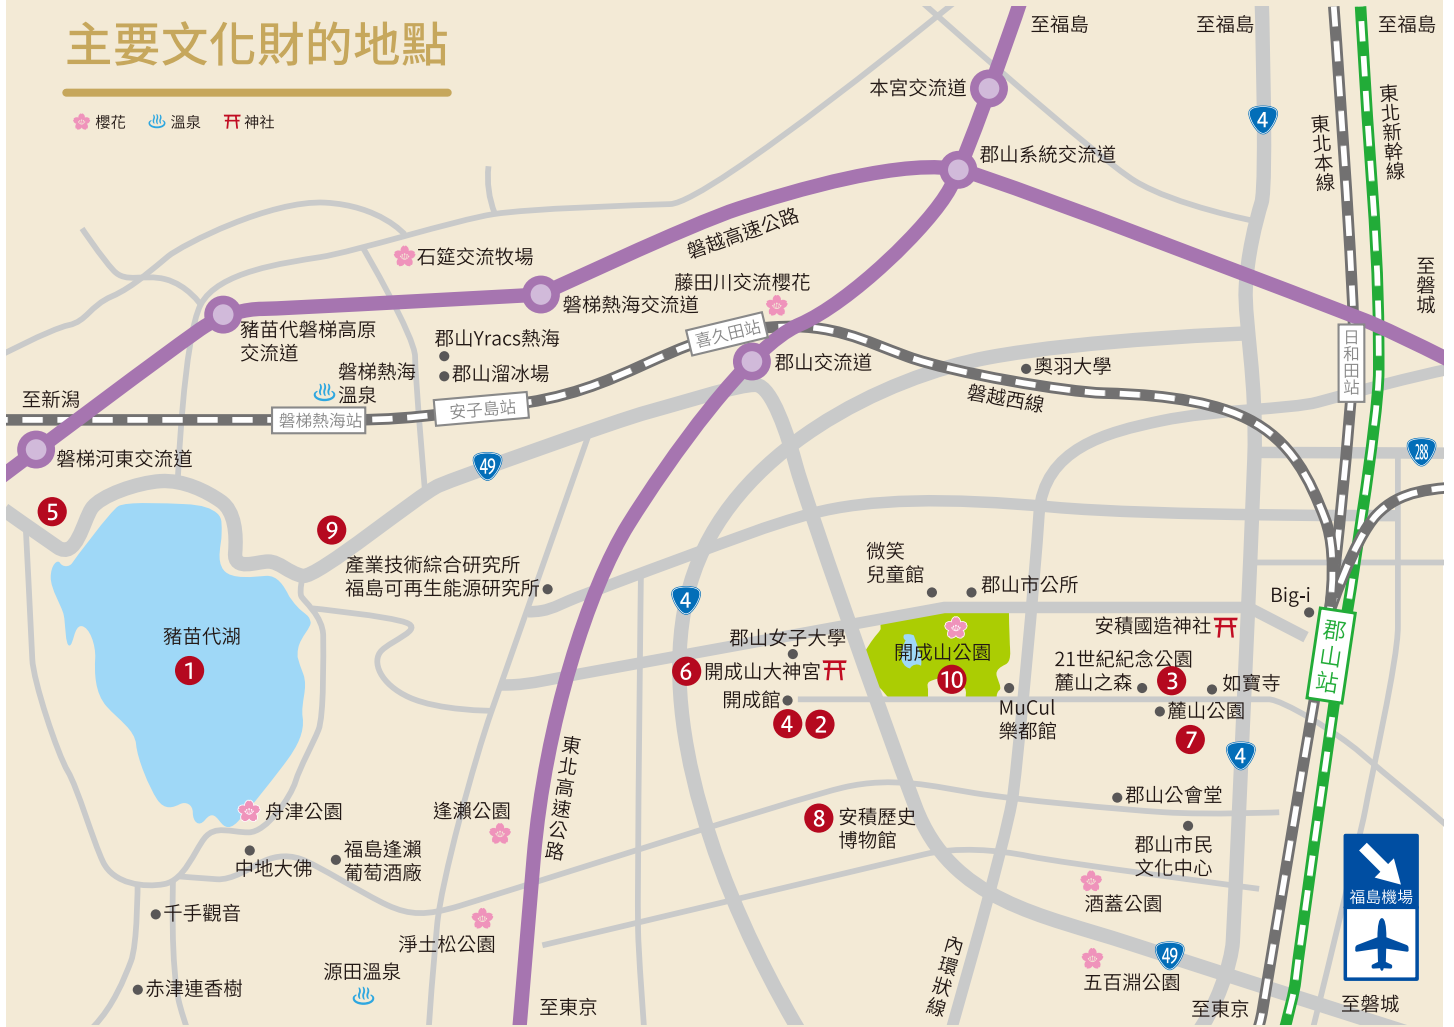 主要文化財的地點
櫻花
溫泉
神社
至福島
至福島
至福島
本宮交流道
4
東北本線
東北新幹線
郡山系統交流道
磐越高速公路
石筵交流牧場
藤田川交流櫻花
至磐城
磐梯熱海交流道
豬苗代磐梯高原
交流道
郡山Yracs熱海
郡山溜冰場
喜久田站
日和田站
郡山交流道
奧羽大學
磐越西線
磐梯熱海
溫泉
至新潟
磐梯熱海站
安子島站
磐梯河東交流道
49
288
5
9
產業技術綜合研究所
福島可再生能源研究所
微笑
兒童館
郡山市公所
Big-i
4
豬苗代湖
1
郡山女子大學
6
開成山大神宮
開成館
4
2
開成山公園
10
安積國造神社
21世紀紀念公園
麓山之森
3
如寶寺
麓山公園
7
MuCul
樂都館
郡山站
4
東北高速公路
舟津公園
逢瀨公園
8
安積歷史
博物館
郡山公會堂
郡山市民
文化中心
中地大佛
福島逢瀨
葡萄酒廠
酒蓋公園
福島機場
千手觀音
淨土松公園
源田溫泉
內環狀線
49
五百淵公園
赤津連香樹
至東京
至東京
至磐城